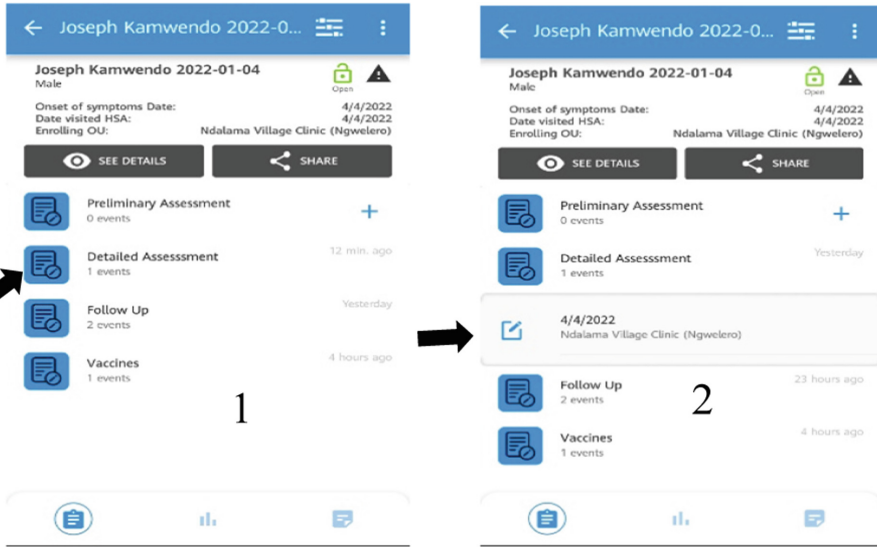 Joseph Kamwendo 2022-0...
Joseph Kamwendo 2022-01-04
Male
Open
Onset of symptoms Date: 4/4/2022
Date visited HSA: 4/4/2022
Enrolling OU: Ndalama Village Clinic (Ngwelero)
SEE DETAILS
SHARE
Preliminary Assessment
0 events
+
Detailed Assesssment 12 min. ago
1 events
Follow Up Yesterday
2 events
Vaccines 4 hours ago
1 events
1
Joseph Kamwendo 2022-0...
Joseph Kamwendo 2022-01-04
Male
Open
Onset of symptoms Date: 4/4/2022
Date visited HSA: 4/4/2022
Enrolling OU: Ndalama Village Clinic (Ngwelero)
SEE DETAILS
SHARE
Preliminary Assessment
0 events
+
Detailed Assesssment Yesterday
1 events
4/4/2022
Ndalama Village Clinic (Ngwelero)
Follow Up 23 hours ago
2 events
2
Vaccines 4 hours ago
1 events